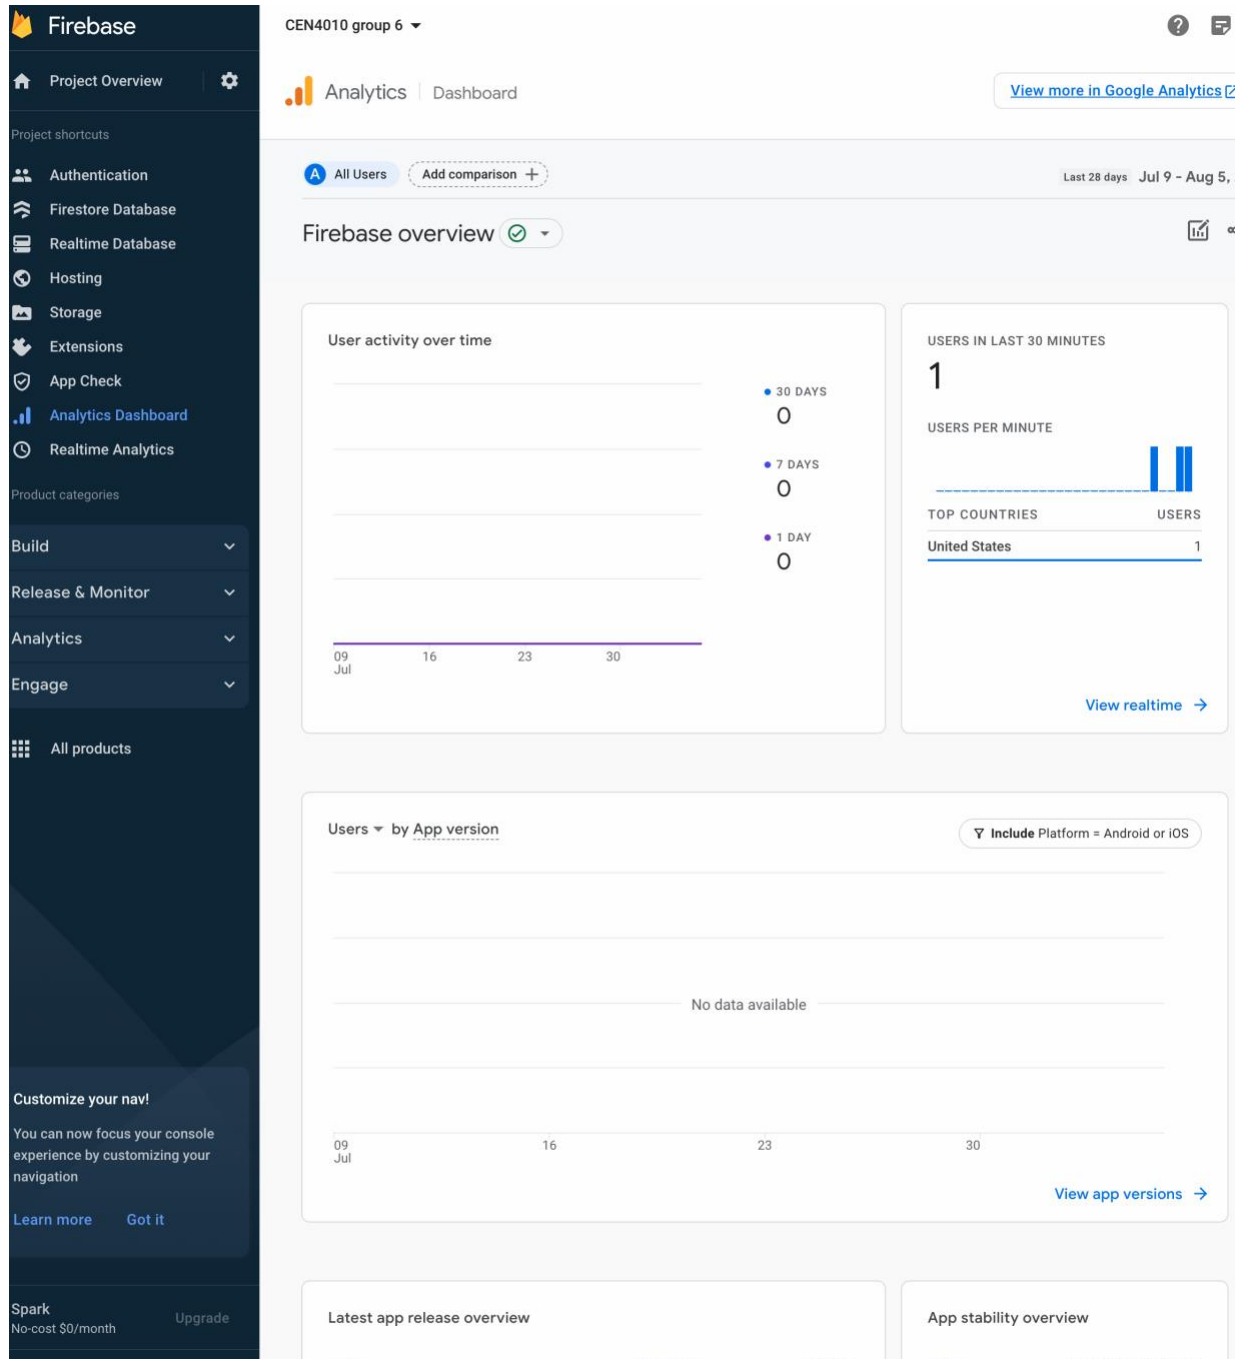 Firebase
Project Overview
Project shortcuts
Authentication
Firestore Database
Realtime Database
Hosting
Storage
Extensions
App Check
Analytics Dashboard
Realtime Analytics
Product categories
Build
Release & Monitor
Analytics
Engage
All products
Customize your nav!
You can now focus your console
experience by customizing your
navigation
Learn more Got it
Spark
No-cost $0/month
Upgrade
CEN4010 group 6
Analytics Dashboard
View more in Google Analytics
A All Users Add comparison +
Last 28 days Jul 9 - Aug 5,
Firebase overview
User activity over time
30 DAYS
0
7 DAYS
0
1 DAY
0
09 16 23 30
Jul
USERS IN LAST 30 MINUTES
1
USERS PER MINUTE
TOP COUNTRIES USERS
United States 1
View realtime →
Users by App version
Include Platform = Android or iOS
No data available
09 16 23 30
Jul
View app versions →
Latest app release overview
App stability overview